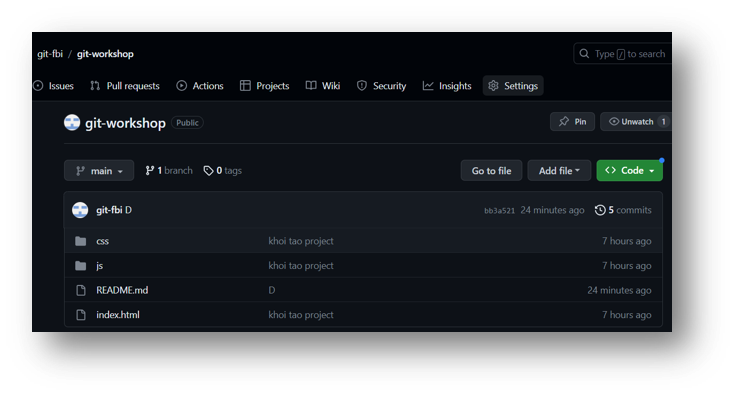 git-fbi / git-workshop Type / to search
Issues Pull requests Actions Projects Wiki Security Insights Settings
git-workshop Public Pin Unwatch 1
main 1 branch 0 tags Go to file Add file Code
git-fbi D bb3a521 24 minutes ago 5 commits
css khoi tao project 7 hours ago
js khoi tao project 7 hours ago
README.md D 24 minutes ago
index.html khoi tao project 7 hours ago